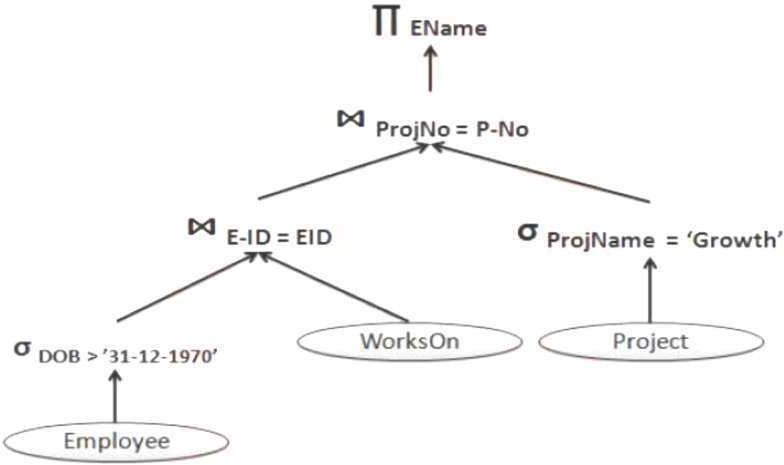 ∏ EName
⋈ ProjNo = P-No
⋈ E-ID = EID
σ ProjName = ‘Growth’
σ DOB > ’31-12-1970’
WorksOn
Project
Employee